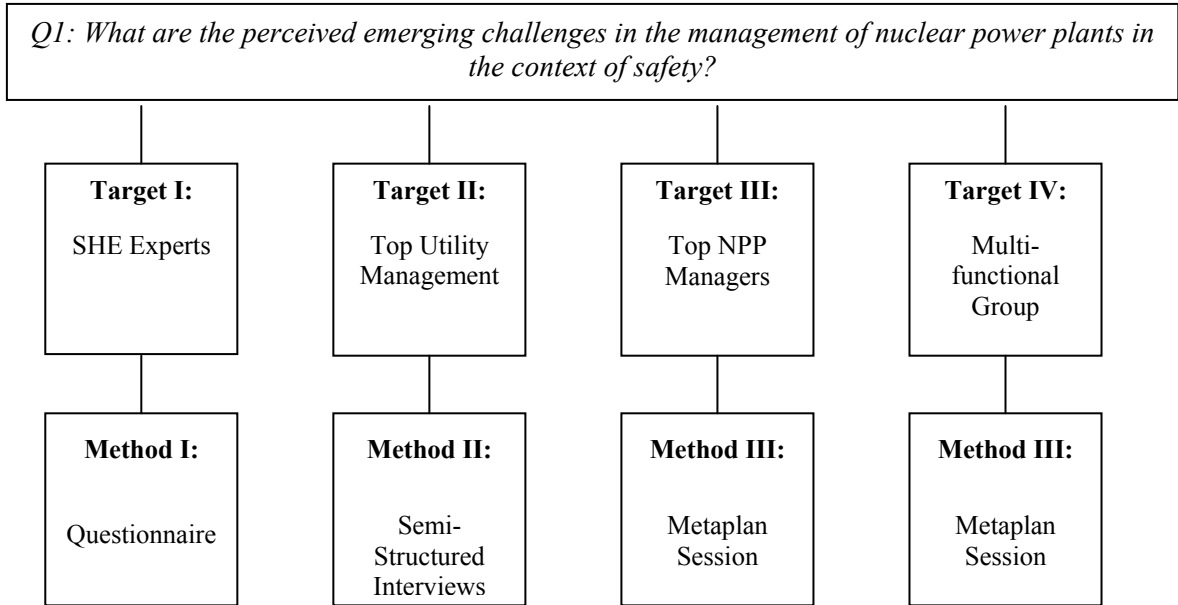 Q1: What are the perceived emerging challenges in the management of nuclear power plants in
the context of safety?
Target I:
SHE Experts
Target II:
Top Utility
Management
Target III:
Top NPP
Managers
Target IV:
Multi-
functional
Group
Method I:
Questionnaire
Method II:
Semi-
Structured
Interviews
Method III:
Metaplan
Session
Method III:
Metaplan
Session